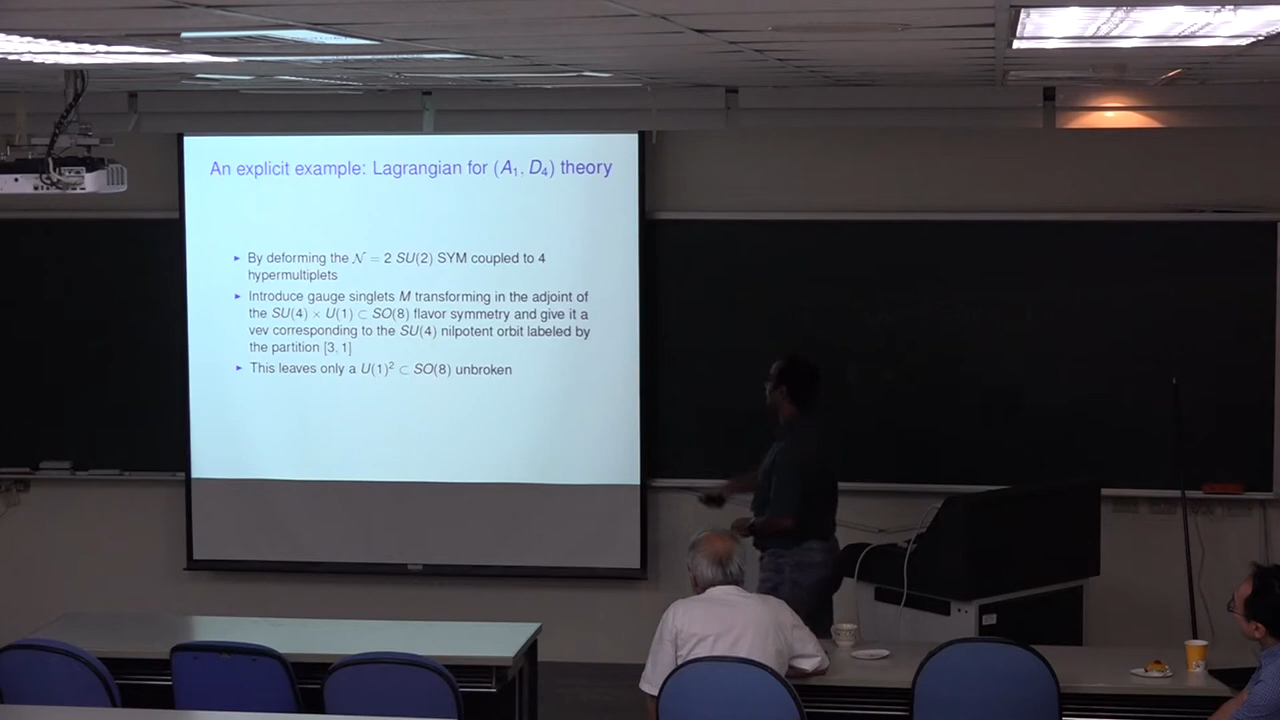 An explicit example: Lagrangian for (A₁, D₄) theory
► By deforming the 𝒩 = 2 SU(2) SYM coupled to 4
hypermultiplets
► Introduce gauge singlets M transforming in the adjoint of
the SU(4) × U(1) ⊂ SO(8) flavor symmetry and give it a
vev corresponding to the SU(4) nilpotent orbit labeled by
the partition [3, 1]
► This leaves only a U(1)² ⊂ SO(8) unbroken